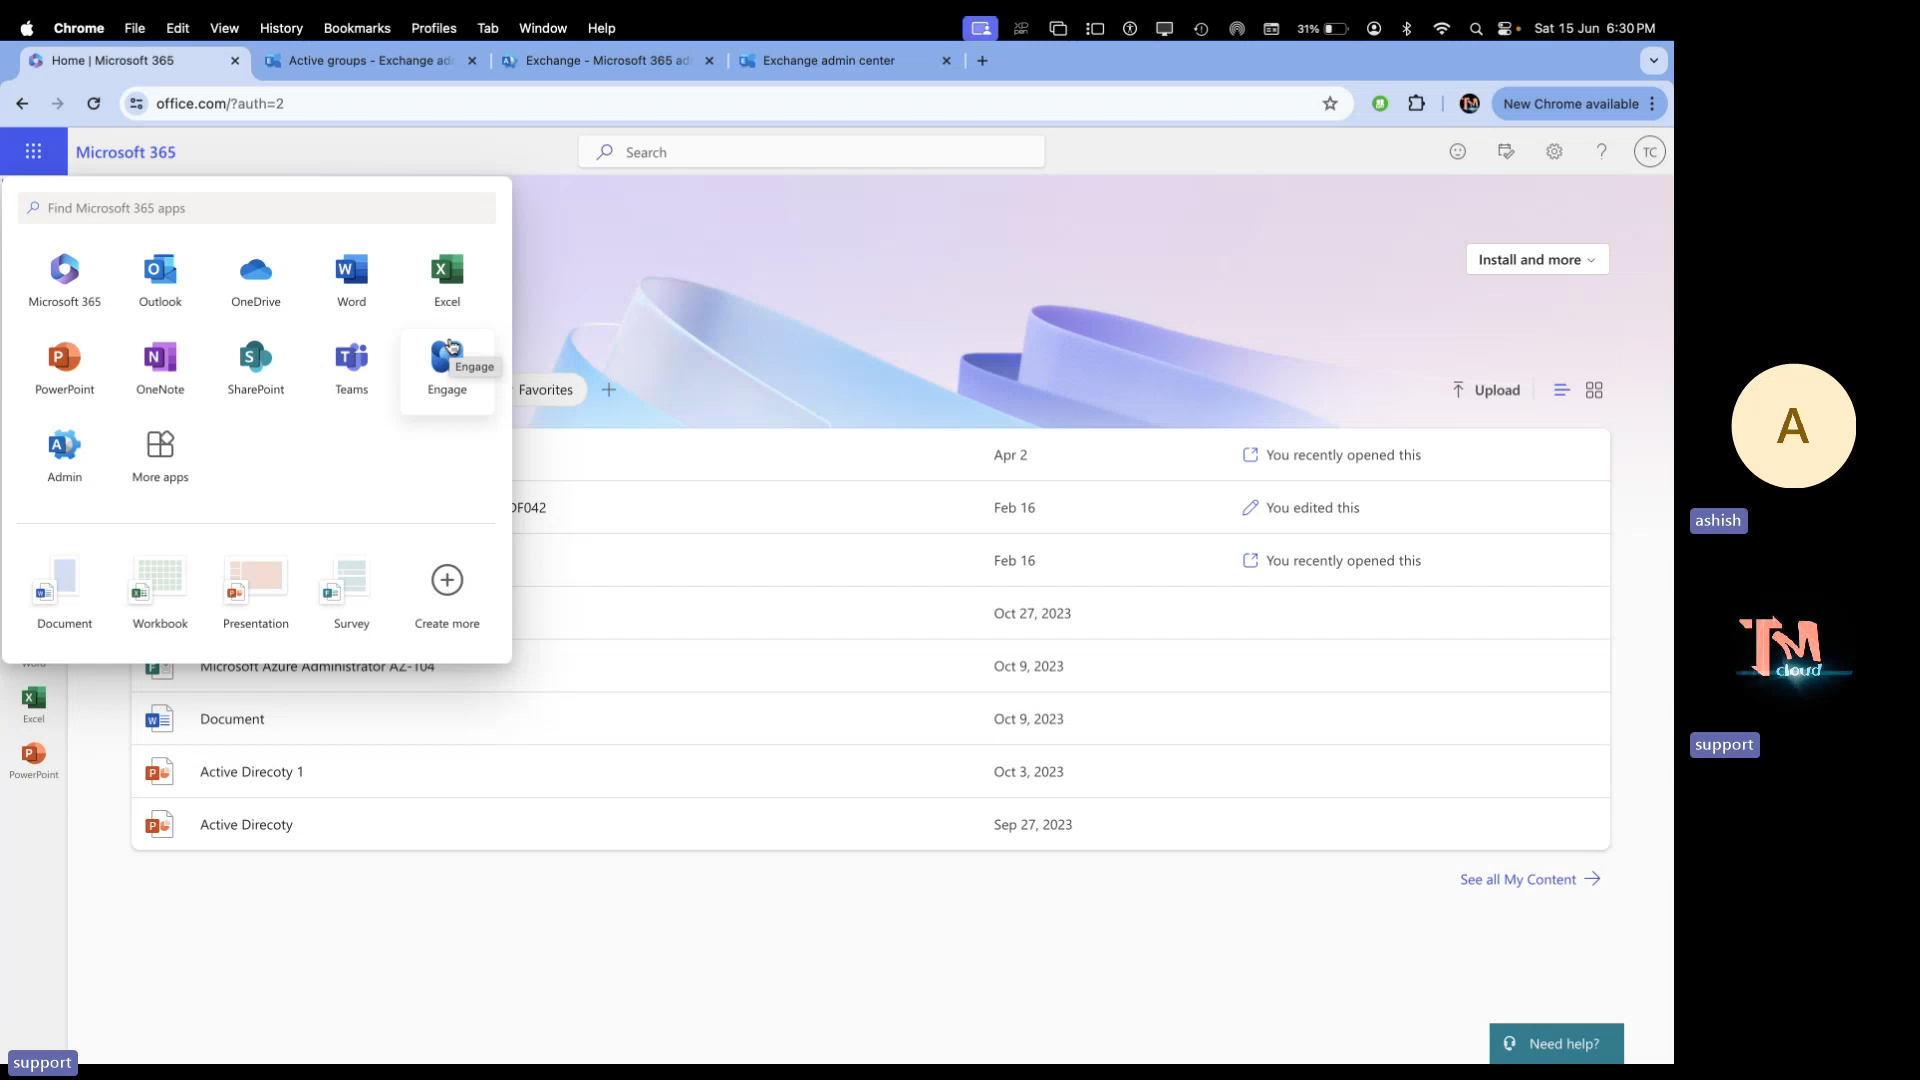 Chrome File Edit View History Bookmarks Profiles Tab Window Help 31% Sat 15 Jun 6:30 PM
Home | Microsoft 365 Active groups - Exchange ad Exchange - Microsoft 365 ad Exchange admin center
office.com/?auth=2 New Chrome available
Microsoft 365 Search TC
Find Microsoft 365 apps
Install and more
Microsoft 365 Outlook OneDrive Word Excel
PowerPoint OneNote SharePoint Teams Engage
Engage
Favorites Upload
Admin More apps
Apr 2 You recently opened this
DF042 Feb 16 You edited this
Feb 16 You recently opened this
Oct 27, 2023
Document Workbook Presentation Survey Create more
Microsoft Azure Administrator AZ-104 Oct 9, 2023
Excel
Document Oct 9, 2023
PowerPoint
Active Direcoty 1 Oct 3, 2023
Active Direcoty Sep 27, 2023
See all My Content
Need help?
A
ashish
TM
cloud
support
support